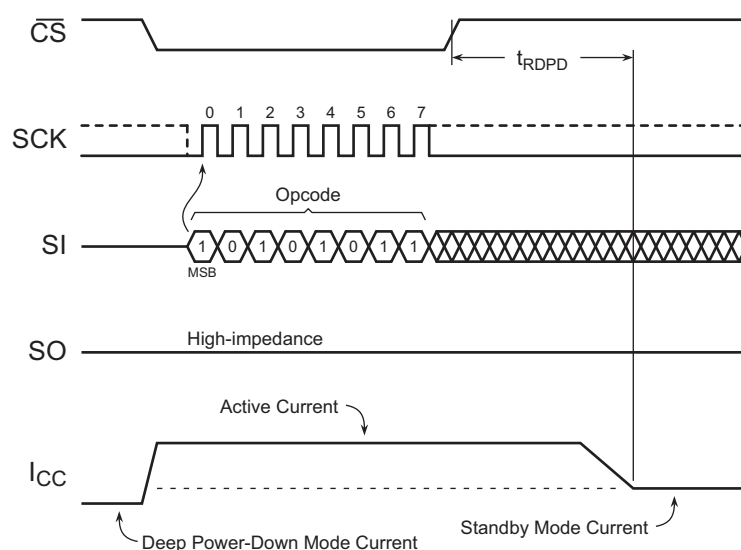 CS
tRDPD
0 1 2 3 4 5 6 7
SCK
Opcode
SI
1 0 1 0 1 0 1 1
MSB
High-impedance
SO
Active Current
ICC
Standby Mode Current
Deep Power-Down Mode Current